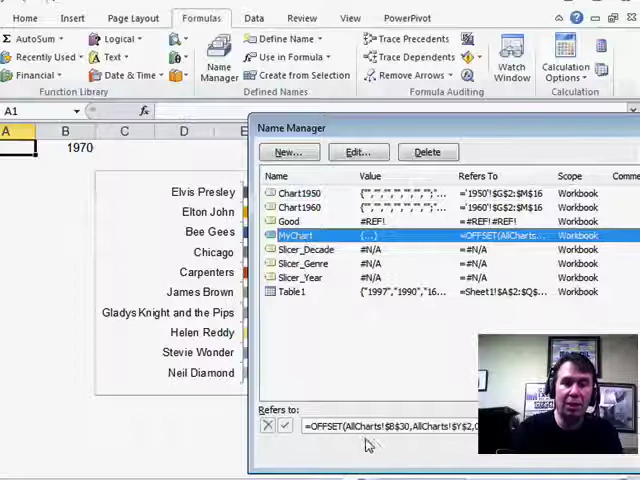 Home Insert Page Layout Formulas Data Review View PowerPivot
AutoSum Logical Define Name Trace Precedents
Recently Used Text Use in Formula Trace Dependents
Financial Date & Time Create from Selection Remove Arrows
Name Manager Watch Window Calculation Options
Function Library Defined Names Formula Auditing Calculation
A1 fx
A B C D E
1970
Elvis Presley
Elton John
Bee Gees
Chicago
Carpenters
James Brown
Gladys Knight and the Pips
Helen Reddy
Stevie Wonder
Neil Diamond
Name Manager
New... Edit... Delete
Name Value Refers To Scope Comme
Chart1950 {"","","","","","";"... ='1950'!$G$2:$M$16 Workbook
Chart1960 {"","","","","","";"... ='1960'!$G$2:$M$16 Workbook
Good #REF! =#REF!#REF! Workbook
MyChart {...} =OFFSET(AllCharts... Workbook
Slicer_Decade #N/A =#N/A Workbook
Slicer_Genre #N/A =#N/A Workbook
Slicer_Year #N/A =#N/A Workbook
Table1 {"1997","1990","16... =Sheet1!$A$2:$Q$... Workbook
Refers to:
=OFFSET(AllCharts!$B$30,AllCharts!$Y$2,0